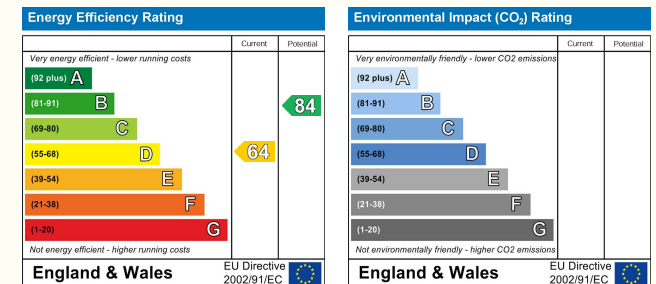 Energy Efficiency Rating
Current Potential
Very energy efficient - lower running costs
(92 plus) A
(81-91) B
84
(69-80) C
(55-68) D
64
(39-54) E
(21-38) F
(1-20) G
Not energy efficient - higher running costs
England & Wales
EU Directive
2002/91/EC
Environmental Impact (CO₂) Rating
Current Potential
Very environmentally friendly - lower CO2 emissions
(92 plus) A
(81-91) B
(69-80) C
(55-68) D
(39-54) E
(21-38) F
(1-20) G
Not environmentally friendly - higher CO2 emissions
England & Wales
EU Directive
2002/91/EC